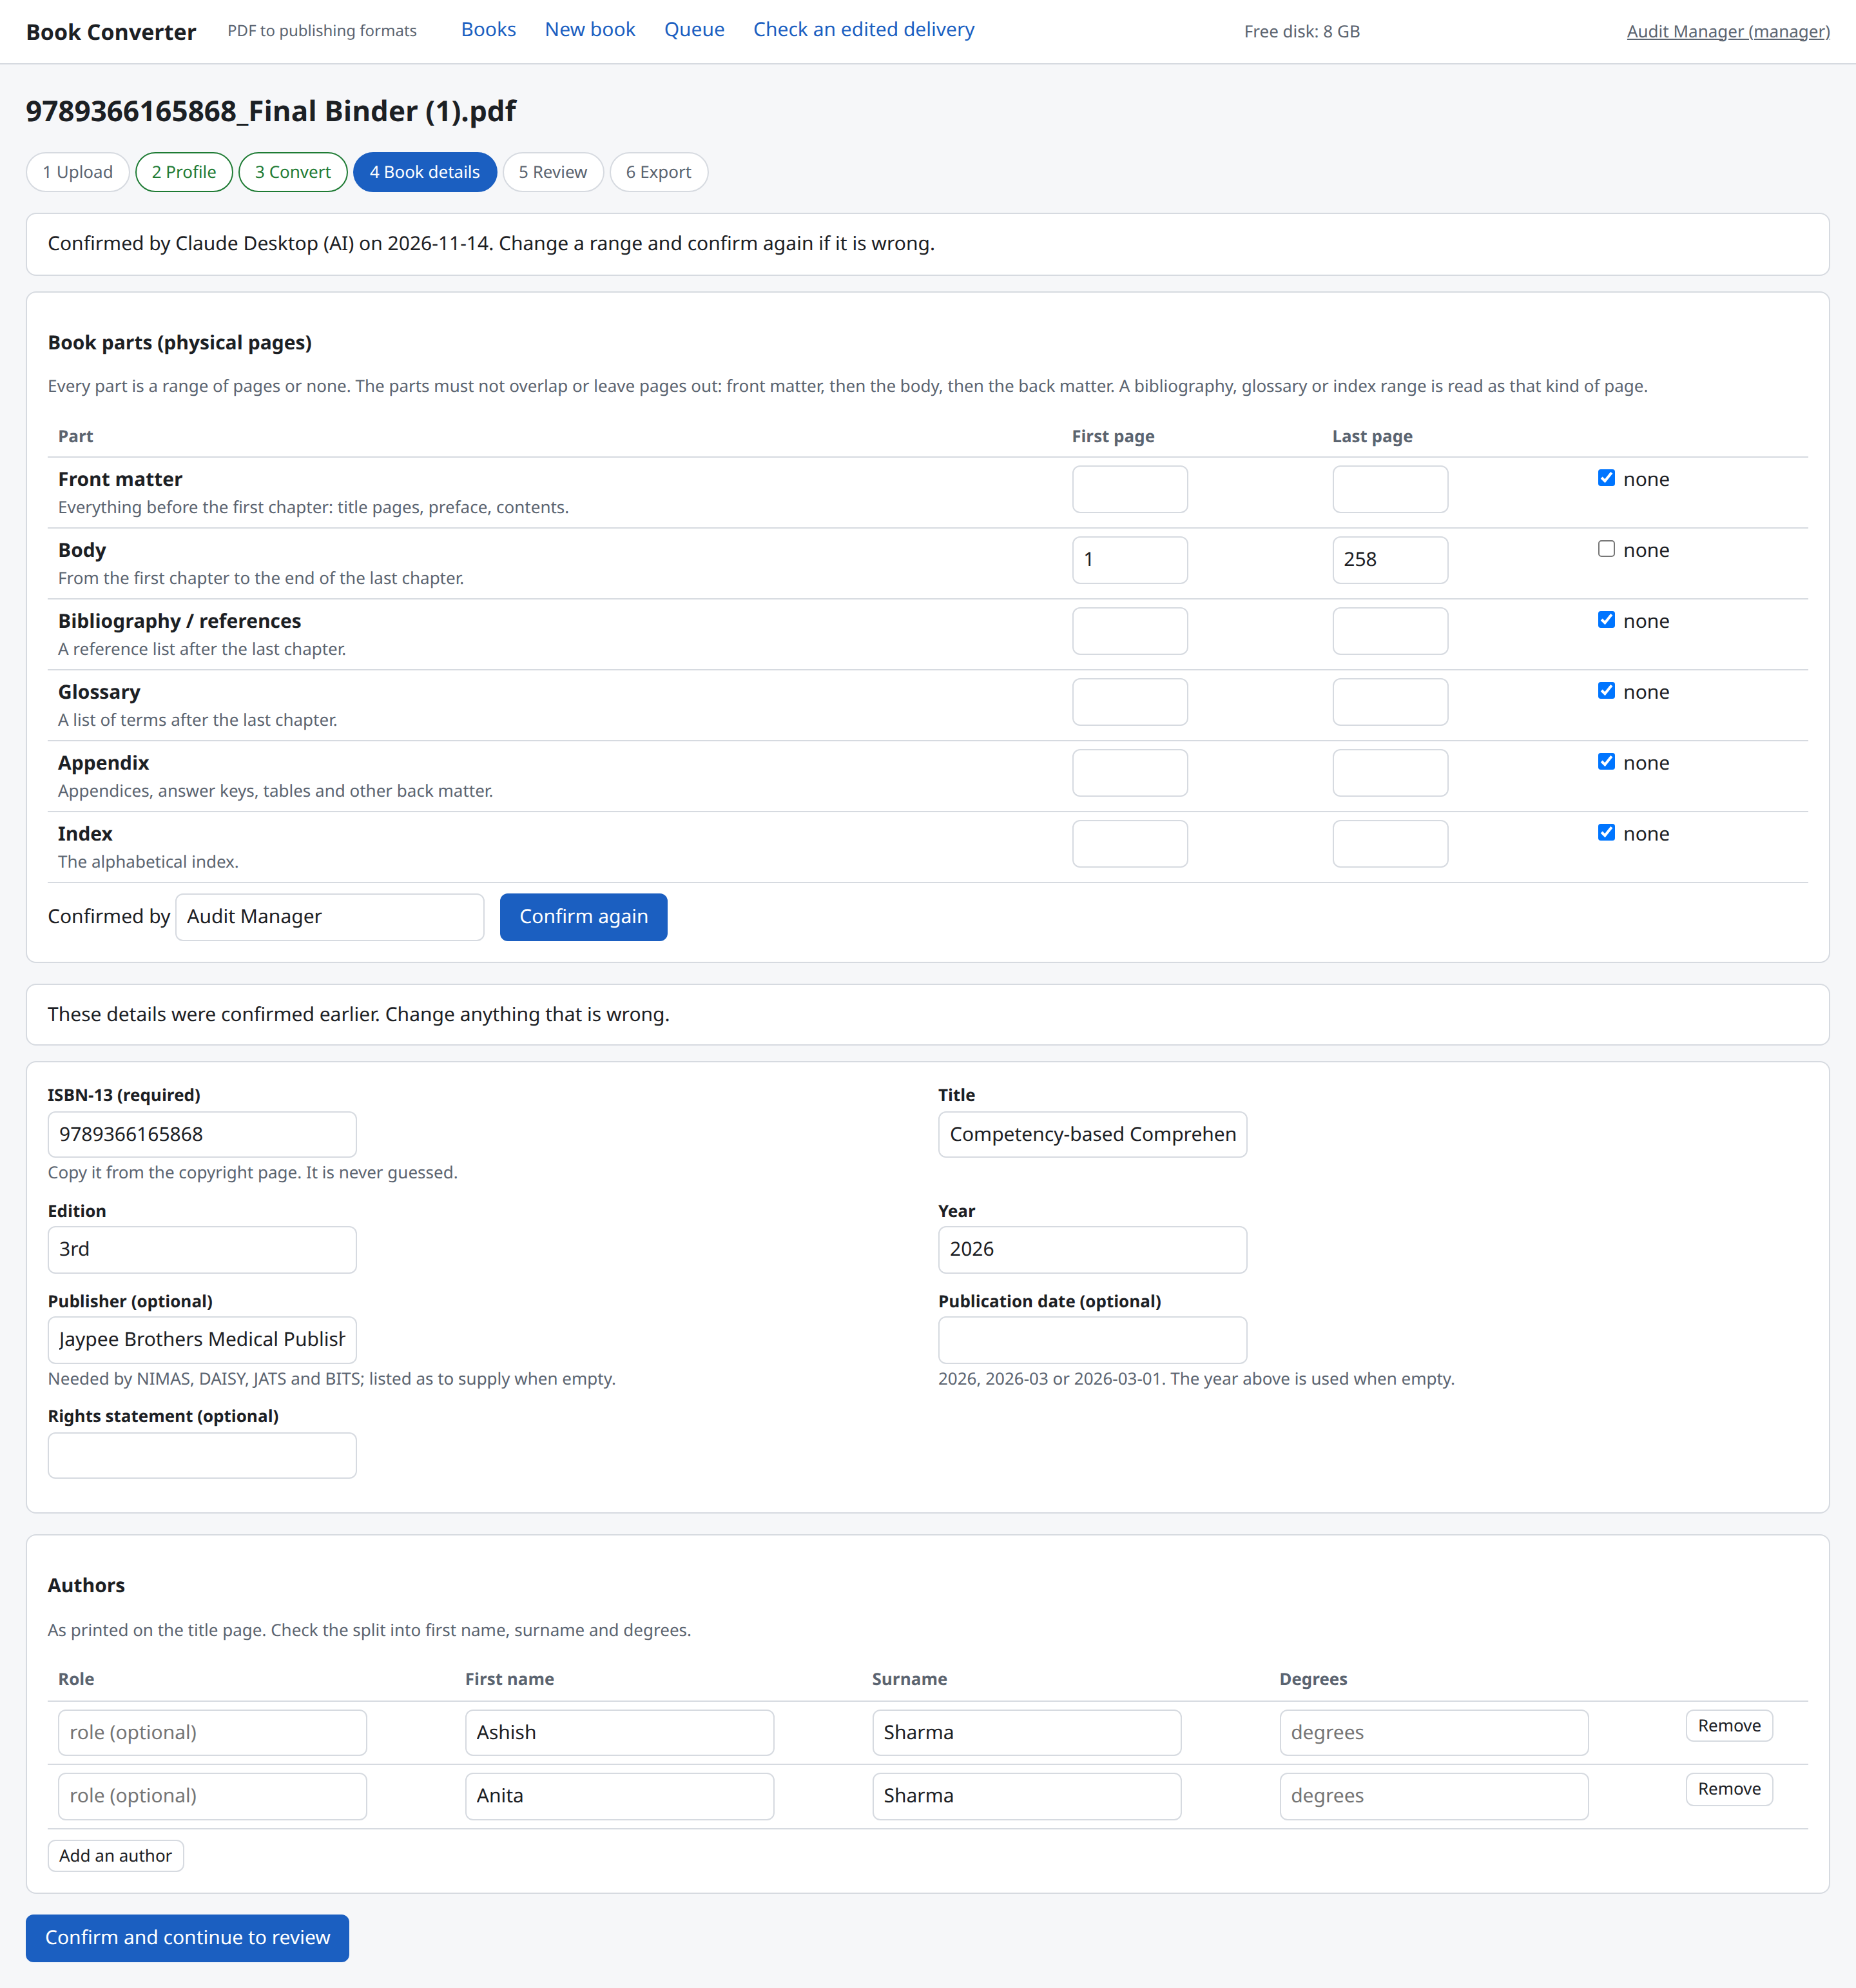 Book Converter PDF to publishing formats Books New book Queue Check an edited delivery Free disk: 8 GB Audit Manager (manager)
9789366165868_Final Binder (1).pdf
1 Upload 2 Profile 3 Convert 4 Book details 5 Review 6 Export
Confirmed by Claude Desktop (AI) on 2026-11-14. Change a range and confirm again if it is wrong.
Book parts (physical pages)
Every part is a range of pages or none. The parts must not overlap or leave pages out: front matter, then the body, then the back matter. A bibliography, glossary or index range is read as that kind of page.
Part First page Last page
Front matter none
Everything before the first chapter: title pages, preface, contents.
Body 1 258 none
From the first chapter to the end of the last chapter.
Bibliography / references none
A reference list after the last chapter.
Glossary none
A list of terms after the last chapter.
Appendix none
Appendices, answer keys, tables and other back matter.
Index none
The alphabetical index.
Confirmed by Audit Manager Confirm again
These details were confirmed earlier. Change anything that is wrong.
ISBN-13 (required) Title
9789366165868 Competency-based Comprehen
Copy it from the copyright page. It is never guessed.
Edition Year
3rd 2026
Publisher (optional) Publication date (optional)
Jaypee Brothers Medical Publish
Needed by NIMAS, DAISY, JATS and BITS; listed as to supply when empty. 2026, 2026-03 or 2026-03-01. The year above is used when empty.
Rights statement (optional)
Authors
As printed on the title page. Check the split into first name, surname and degrees.
Role First name Surname Degrees
role (optional) Ashish Sharma degrees Remove
role (optional) Anita Sharma degrees Remove
Add an author
Confirm and continue to review